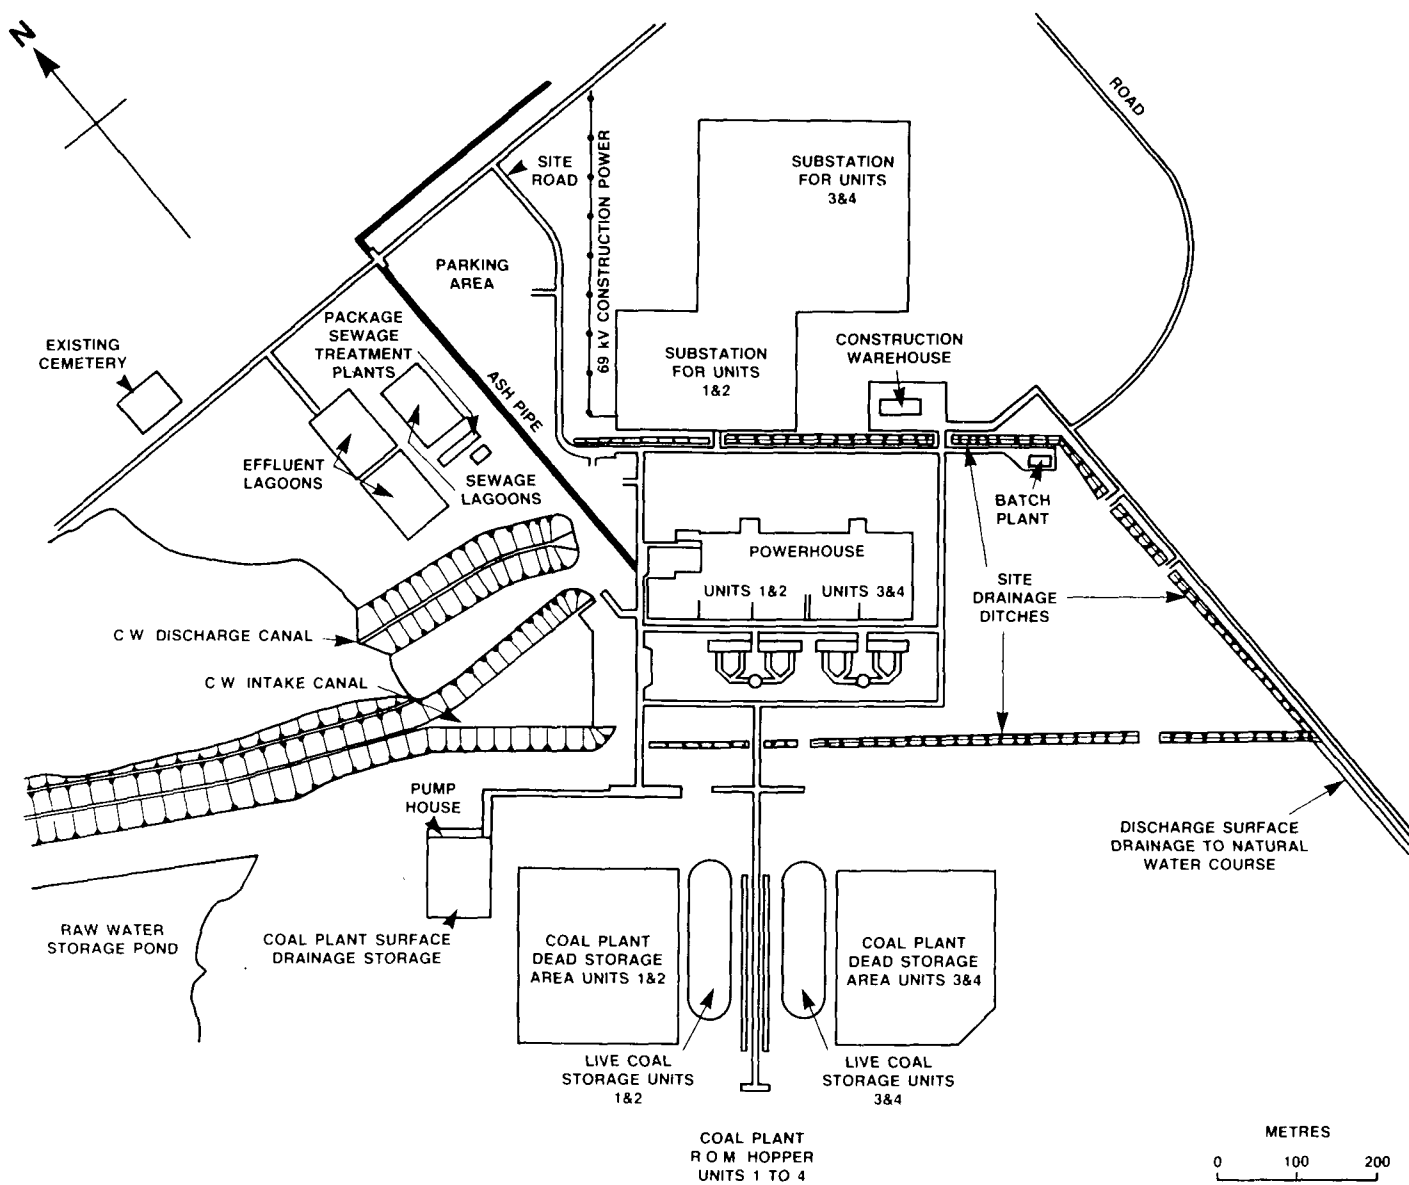 N
ROAD
SITE
ROAD
69 kV CONSTRUCTION POWER
SUBSTATION
FOR UNITS
3&4
PARKING
AREA
PACKAGE
SEWAGE
TREATMENT
PLANTS
EXISTING
CEMETERY
ASH PIPE
SUBSTATION
FOR UNITS
1&2
CONSTRUCTION
WAREHOUSE
EFFLUENT
LAGOONS
SEWAGE
LAGOONS
BATCH
PLANT
POWERHOUSE
UNITS 1&2
UNITS 3&4
SITE
DRAINAGE
DITCHES
C W DISCHARGE CANAL
C W INTAKE CANAL
PUMP
HOUSE
DISCHARGE SURFACE
DRAINAGE TO NATURAL
WATER COURSE
RAW WATER
STORAGE POND
COAL PLANT SURFACE
DRAINAGE STORAGE
COAL PLANT
DEAD STORAGE
AREA UNITS 1&2
COAL PLANT
DEAD STORAGE
AREA UNITS 3&4
LIVE COAL
STORAGE UNITS
1&2
LIVE COAL
STORAGE UNITS
3&4
COAL PLANT
R O M HOPPER
UNITS 1 TO 4
METRES
0 100 200